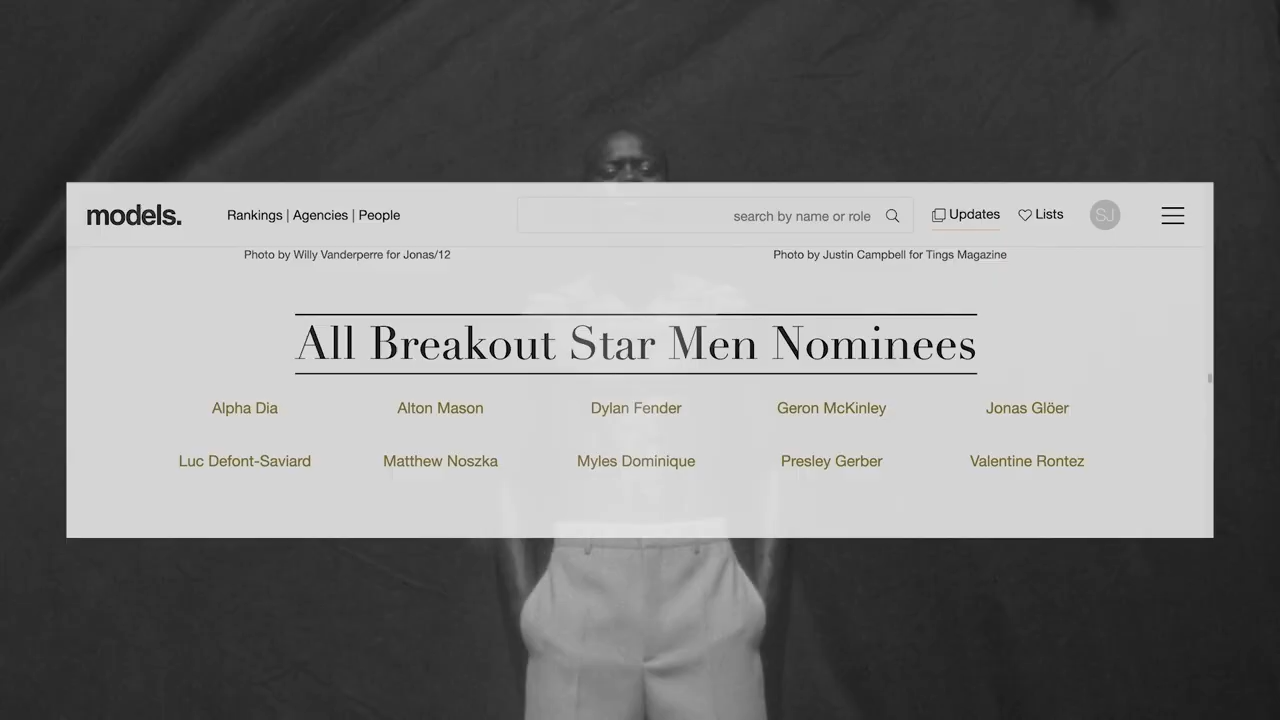 models. Rankings | Agencies | People search by name or role Updates Lists SJ
Photo by Willy Vanderperre for Jonas/12 Photo by Justin Campbell for Tings Magazine
All Breakout Star Men Nominees
Alpha Dia Alton Mason Dylan Fender Geron McKinley Jonas Glöer
Luc Defont-Saviard Matthew Noszka Myles Dominique Presley Gerber Valentine Rontez